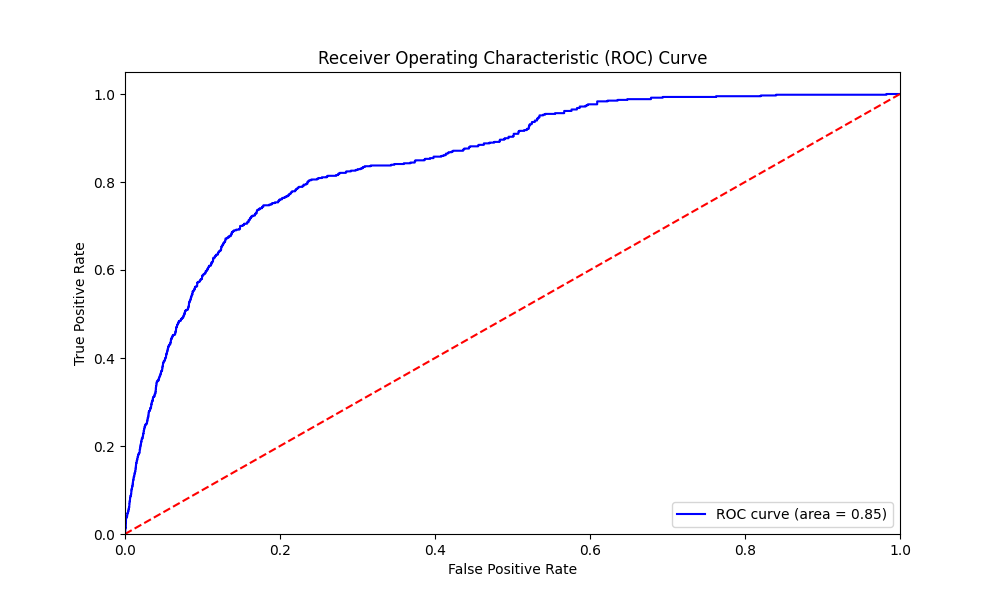 Receiver Operating Characteristic (ROC) Curve
1.0
0.8
0.6
0.4
0.2
0.0
True Positive Rate
ROC curve (area = 0.85)
0.0 0.2 0.4 0.6 0.8 1.0
False Positive Rate